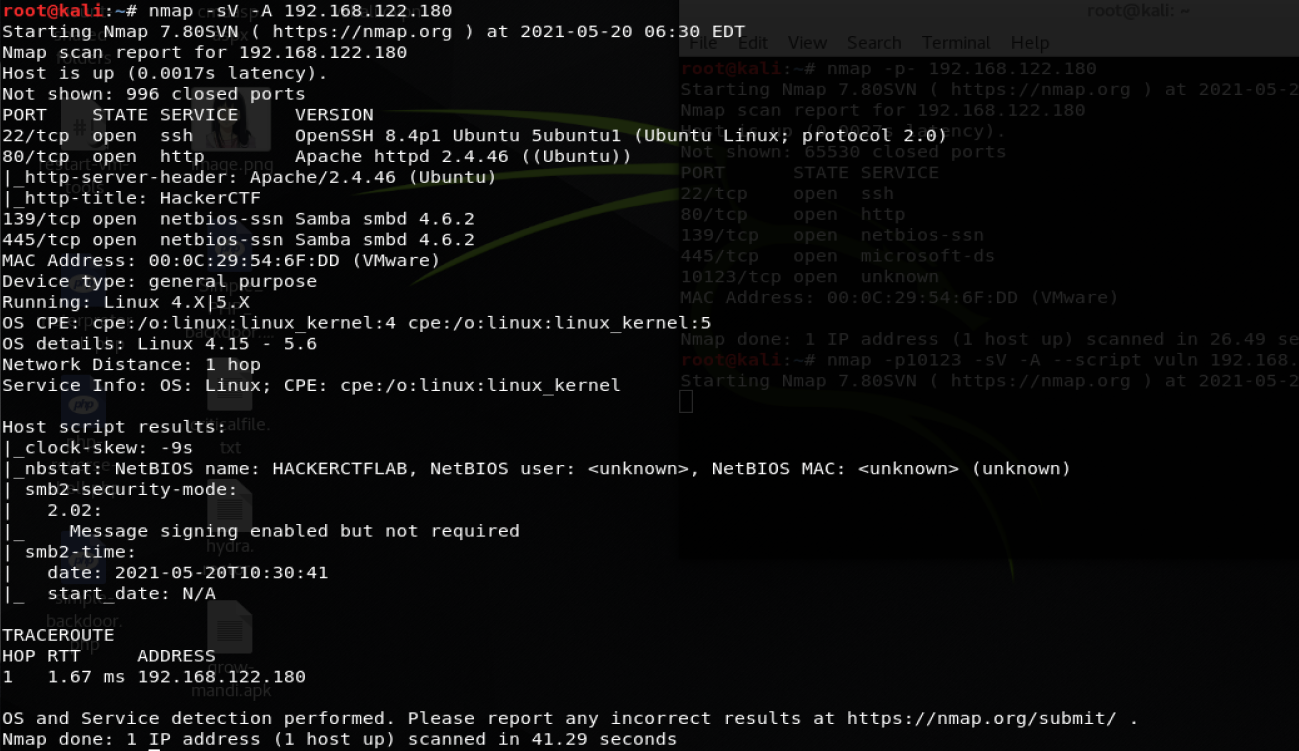 root@kali:~# nmap -sV -A 192.168.122.180
Starting Nmap 7.80SVN ( https://nmap.org ) at 2021-05-20 06:30 EDT
Nmap scan report for 192.168.122.180
Host is up (0.0017s latency).
Not shown: 996 closed ports
PORT    STATE SERVICE     VERSION
22/tcp  open  ssh         OpenSSH 8.4p1 Ubuntu 5ubuntu1 (Ubuntu Linux; protocol 2.0)
80/tcp  open  http        Apache httpd 2.4.46 ((Ubuntu))
|_http-server-header: Apache/2.4.46 (Ubuntu)
|_http-title: HackerCTF
139/tcp open  netbios-ssn Samba smbd 4.6.2
445/tcp open  netbios-ssn Samba smbd 4.6.2
MAC Address: 00:0C:29:54:6F:DD (VMware)
Device type: general purpose
Running: Linux 4.X|5.X
OS CPE: cpe:/o:linux:linux_kernel:4 cpe:/o:linux:linux_kernel:5
OS details: Linux 4.15 - 5.6
Network Distance: 1 hop
Service Info: OS: Linux; CPE: cpe:/o:linux:linux_kernel
Host script results:
|_clock-skew: -9s
|_nbstat: NetBIOS name: HACKERCTFLAB, NetBIOS user: <unknown>, NetBIOS MAC: <unknown> (unknown)
| smb2-security-mode:
|   2.02:
|_    Message signing enabled but not required
| smb2-time:
|   date: 2021-05-20T10:30:41
|_  start_date: N/A
TRACEROUTE
HOP RTT     ADDRESS
1   1.67 ms 192.168.122.180
OS and Service detection performed. Please report any incorrect results at https://nmap.org/submit/ .
Nmap done: 1 IP address (1 host up) scanned in 41.29 seconds
root@kali: ~
File Edit View Search Terminal Help
root@kali:~# nmap -p- 192.168.122.180
Starting Nmap 7.80SVN ( https://nmap.org ) at 2021-05-2
Nmap scan report for 192.168.122.180
Host is up (0.0027s latency).
Not shown: 65530 closed ports
PORT      STATE SERVICE
22/tcp    open  ssh
80/tcp    open  http
139/tcp   open  netbios-ssn
445/tcp   open  microsoft-ds
10123/tcp open  unknown
MAC Address: 00:0C:29:54:6F:DD (VMware)
Nmap done: 1 IP address (1 host up) scanned in 26.49 se
root@kali:~# nmap -p10123 -sV -A --script vuln 192.168.
Starting Nmap 7.80SVN ( https://nmap.org ) at 2021-05-2
folders
image.png
tools
txt
hydra.
backdoor.
php
mandi.apk